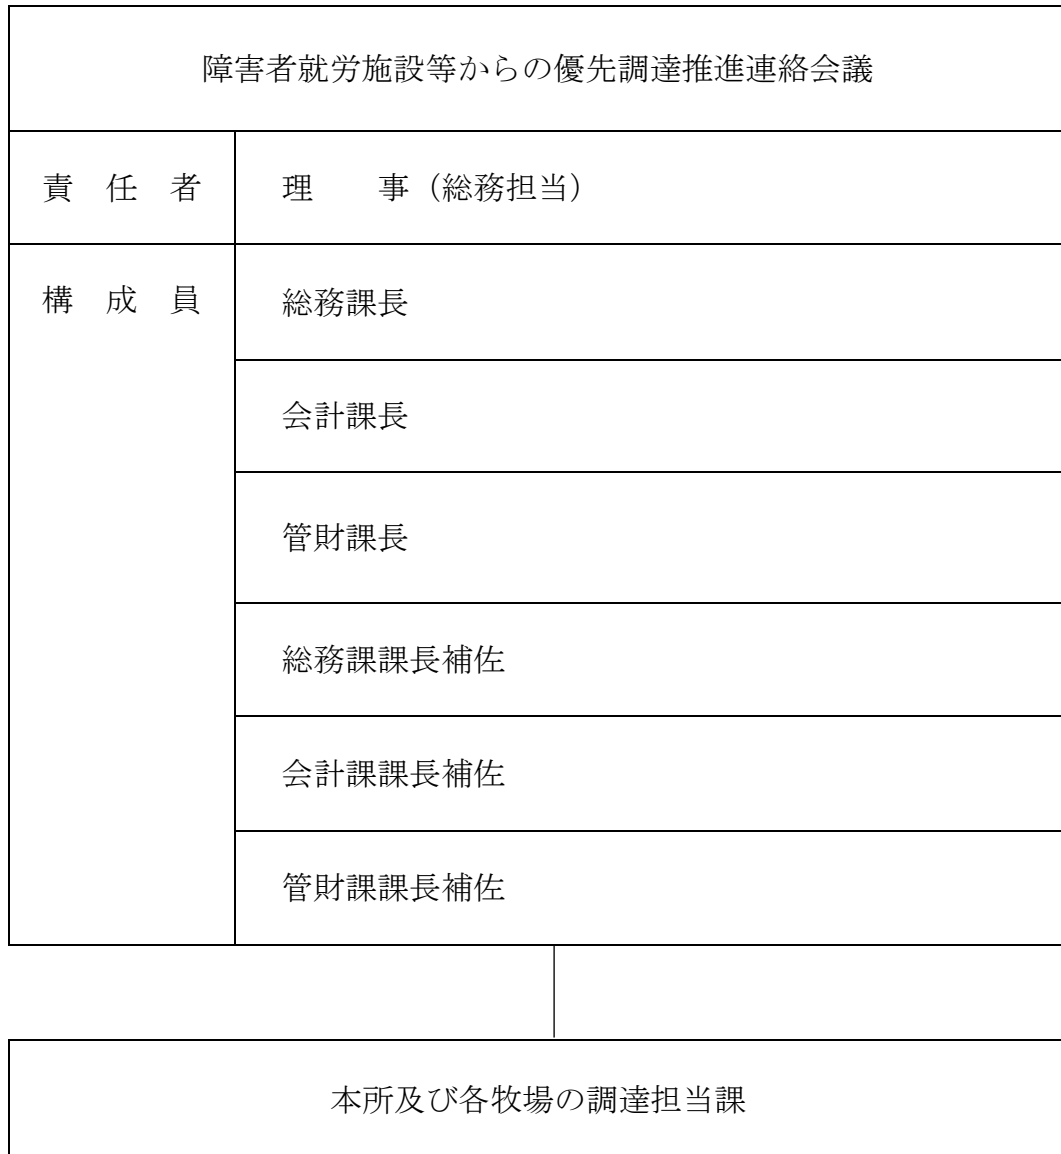 障害者就労施設等からの優先調達推進連絡会議
責　任　者
理　　事（総務担当）
構　成　員
総務課長
会計課長
管財課長
総務課課長補佐
会計課課長補佐
管財課課長補佐
本所及び各牧場の調達担当課